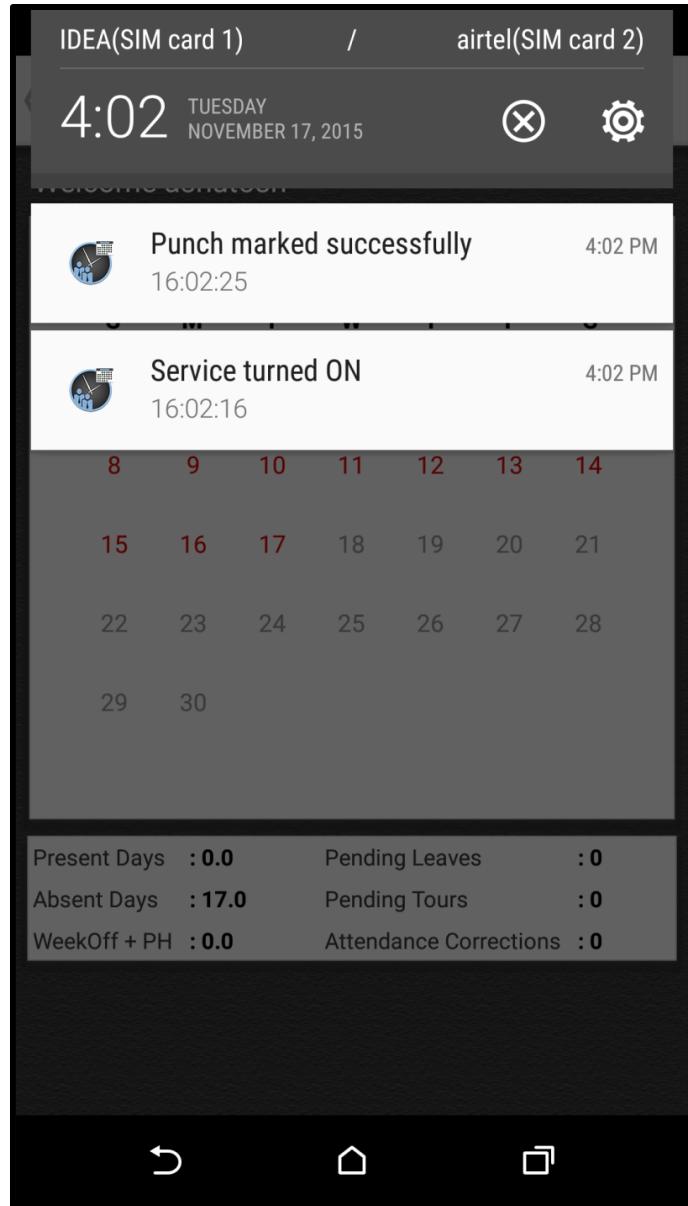 IDEA(SIM card 1) / airtel(SIM card 2)
4:02 TUESDAY
NOVEMBER 17, 2015
Welcome
Punch marked successfully 4:02 PM
16:02:25
S M T W T F S
Service turned ON 4:02 PM
16:02:16
8 9 10 11 12 13 14
15 16 17 18 19 20 21
22 23 24 25 26 27 28
29 30
Present Days : 0.0 Pending Leaves : 0
Absent Days : 17.0 Pending Tours : 0
WeekOff + PH : 0.0 Attendance Corrections : 0